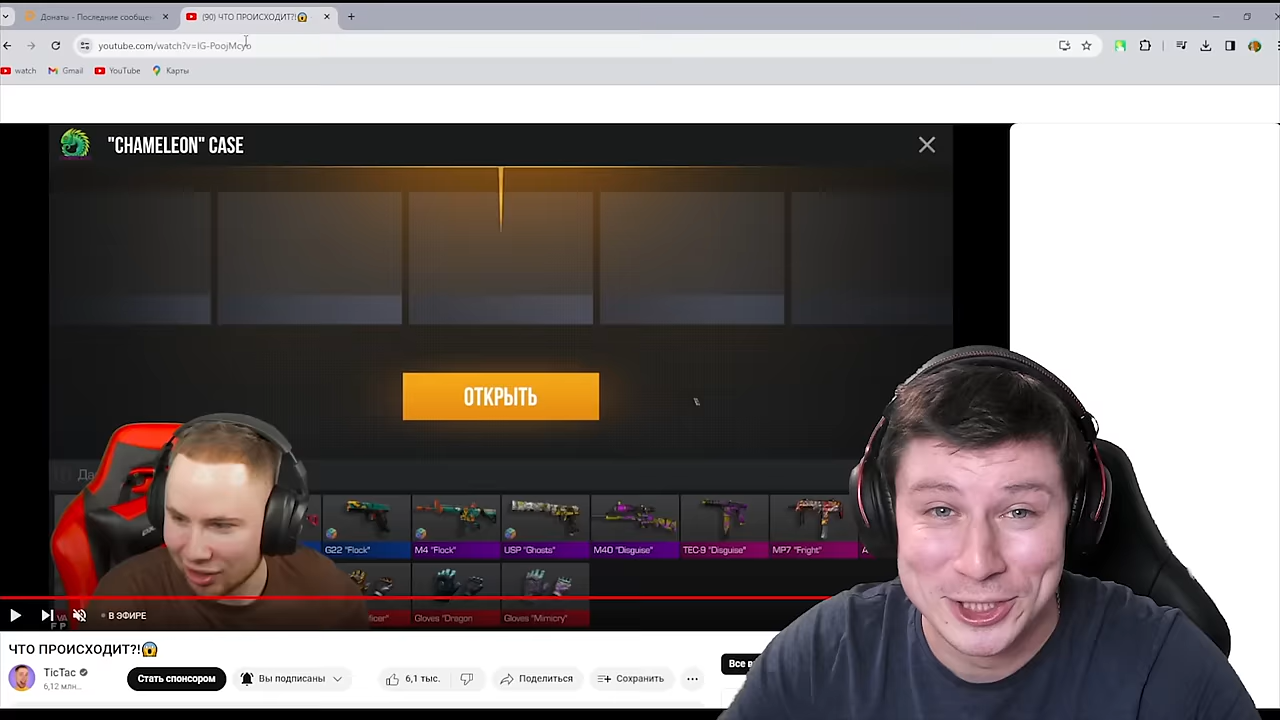 Донаты - Последние сообще
(90) ЧТО ПРОИСХОДИТ?!😱
youtube.com/watch?v=IG-PoojMcyo
watch
Gmail
YouTube
Карты
"CHAMELEON" CASE
ОТКРЫТЬ
G22 "Flock"
M4 "Flock"
USP "Ghosts"
M40 "Disguise"
TEC-9 "Disguise"
MP7 "Fright"
A
Gloves "Dragon
Gloves "Mimicry"
В ЭФИРЕ
ЧТО ПРОИСХОДИТ?!😱
TicTac
6,12 млн...
Стать спонсором
Вы подписаны
6,1 тыс.
Поделиться
Сохранить
Все в